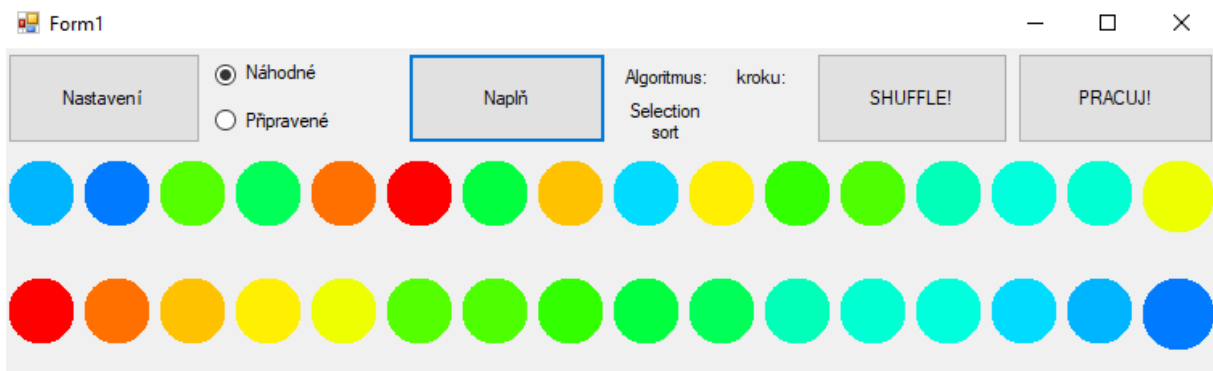 Form1
Nastavení
Náhodné
Připravené
Naplň
Algoritmus:
kroku:
Selection
sort
SHUFFLE!
PRACUJ!